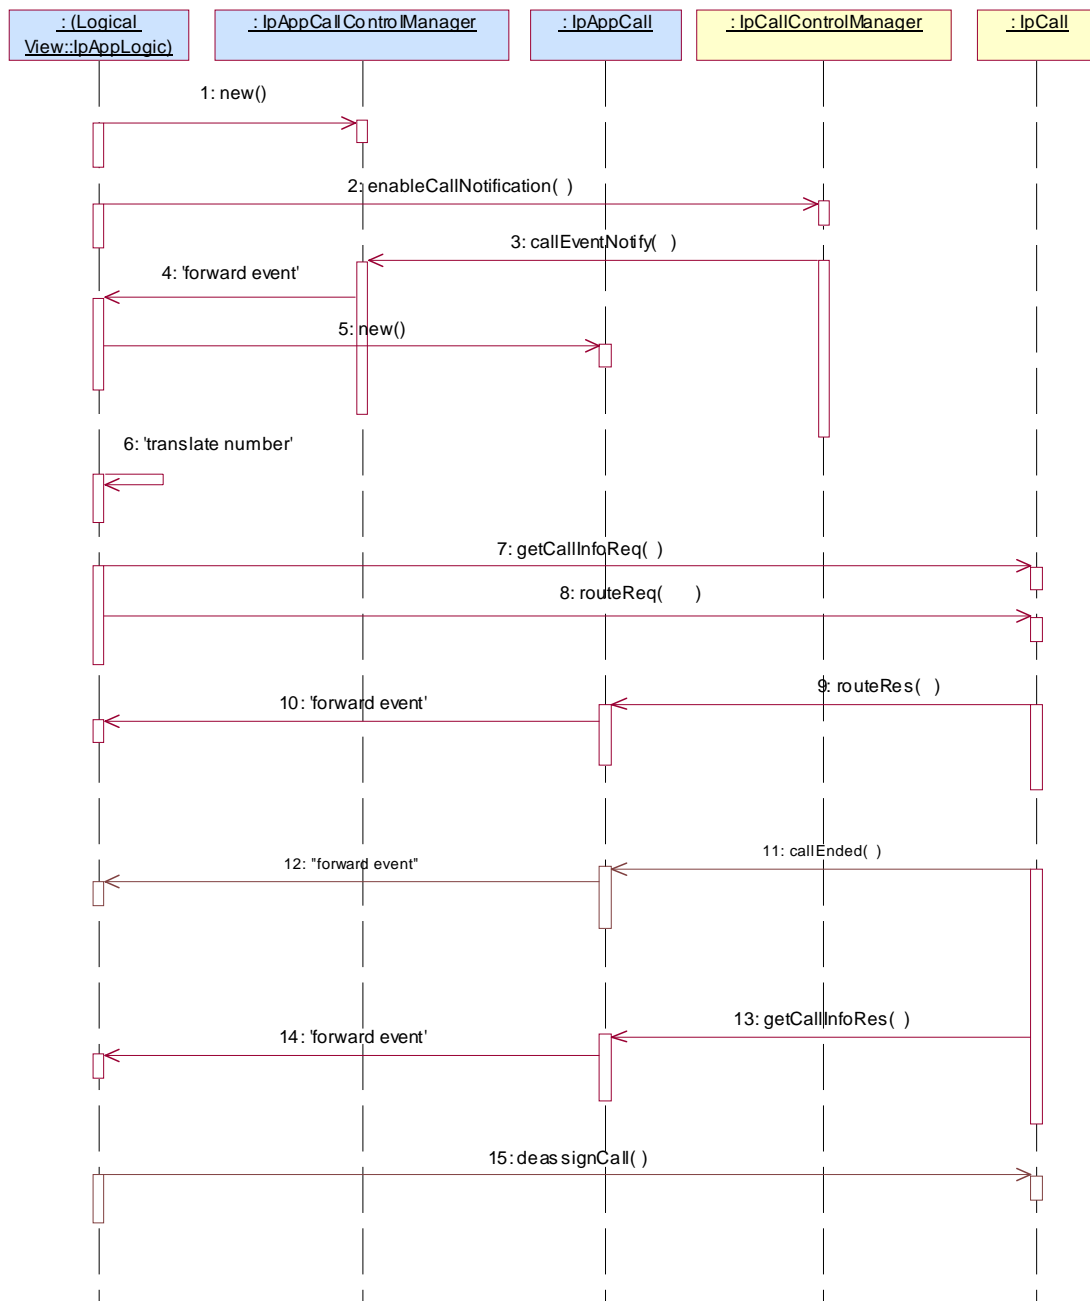 : (Logical
View::IpAppLogic)
: IpAppCallControlManager
: IpAppCall
: IpCallControlManager
: IpCall
1: new()
2: enableCallNotification(  )
3: callEventNotify(  )
4: 'forward event'
5: new()
6: 'translate number'
7: getCallInfoReq(  )
8: routeReq(      )
9: routeRes(  )
10: 'forward event'
11: callEnded(  )
12: "forward event"
13: getCallInfoRes(  )
14: 'forward event'
15: deassignCall( )